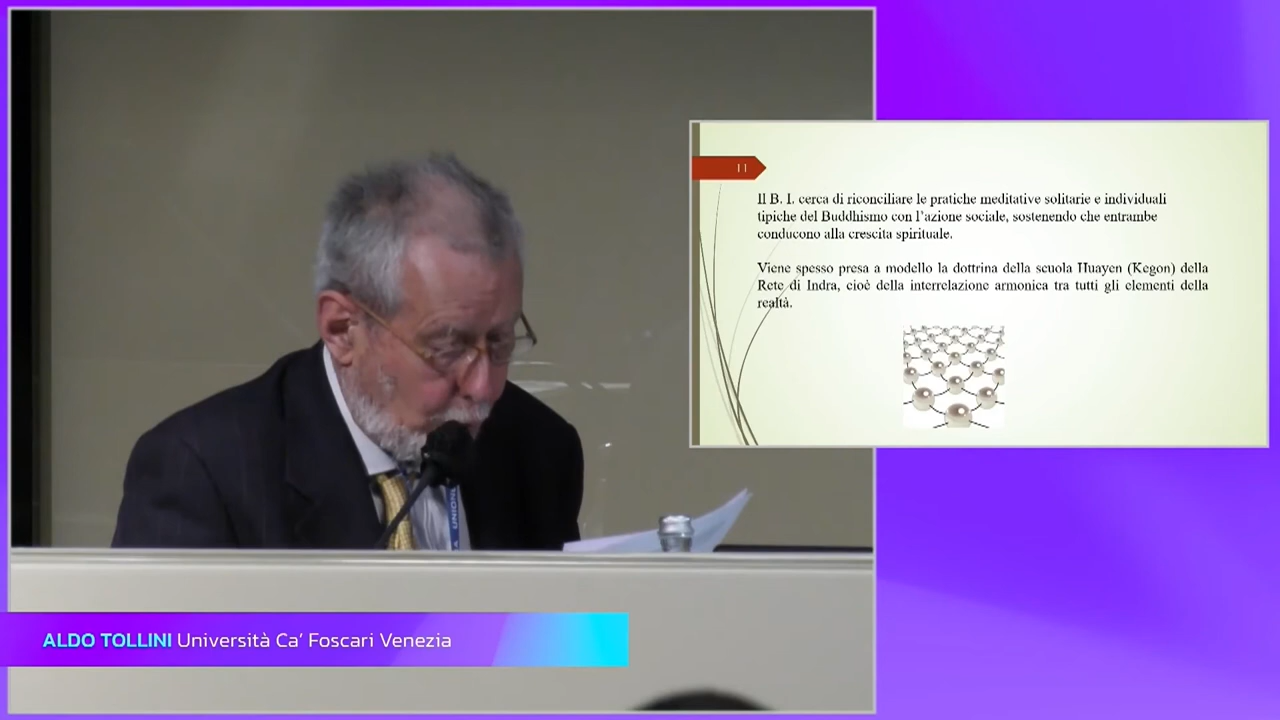 11
Il B. I. cerca di riconciliare le pratiche meditative solitarie e individuali
tipiche del Buddhismo con l'azione sociale, sostenendo che entrambe
conducono alla crescita spirituale.
Viene spesso presa a modello la dottrina della scuola Huayen (Kegon) della
Rete di Indra, cioè della interrelazione armonica tra tutti gli elementi della
realtà.
UNIONE
ALDO TOLLINI Università Ca' Foscari Venezia